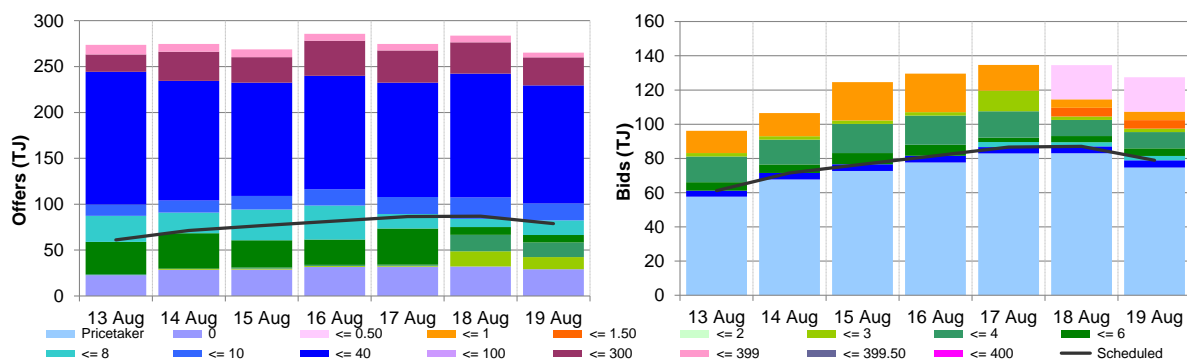 300
250
200
150
100
50
0
Offers (TJ)
13 Aug 14 Aug 15 Aug 16 Aug 17 Aug 18 Aug 19 Aug
160
140
120
100
80
60
40
20
0
Bids (TJ)
13 Aug 14 Aug 15 Aug 16 Aug 17 Aug 18 Aug 19 Aug
Pricetaker 0 <= 0.50 <= 1 <= 1.50 <= 2 <= 3 <= 4 <= 6
<= 8 <= 10 <= 40 <= 100 <= 300 <= 399 <= 399.50 <= 400 Scheduled